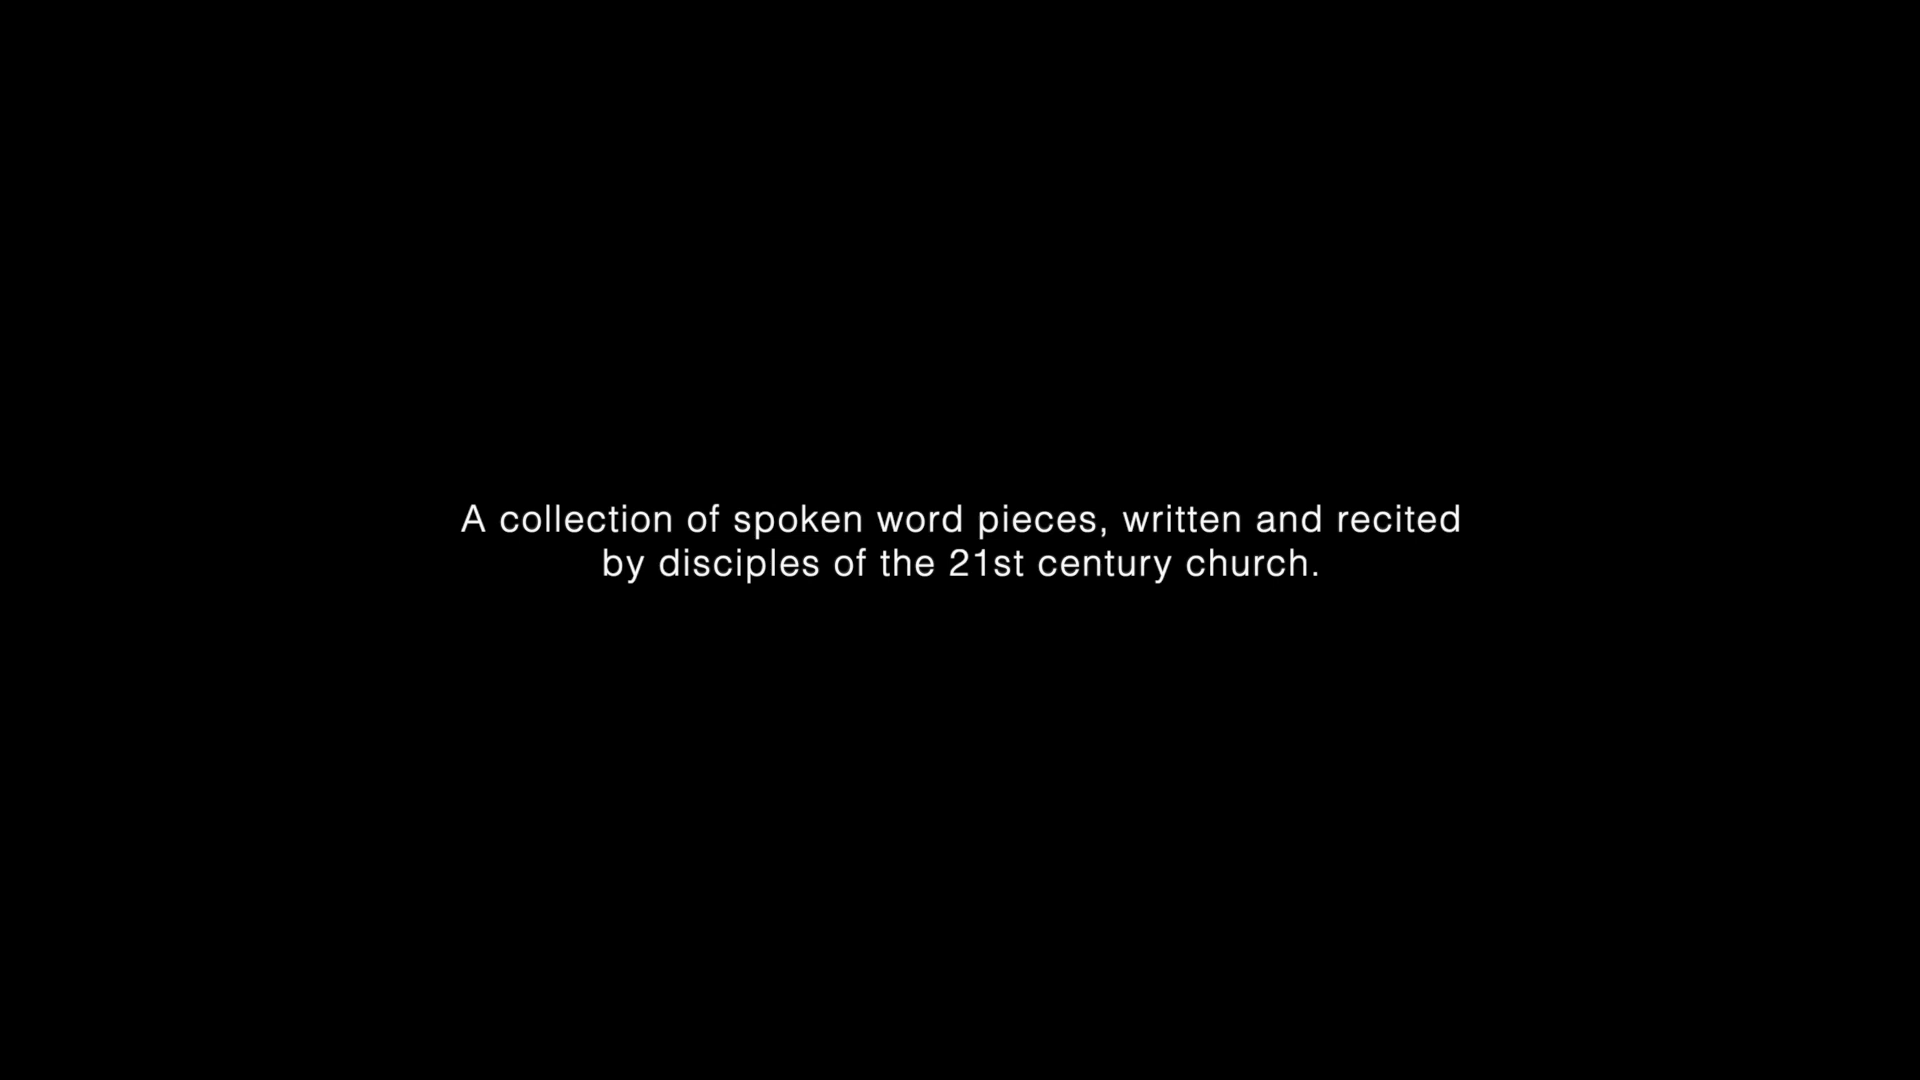 A collection of spoken word pieces, written and recited
by disciples of the 21st century church.